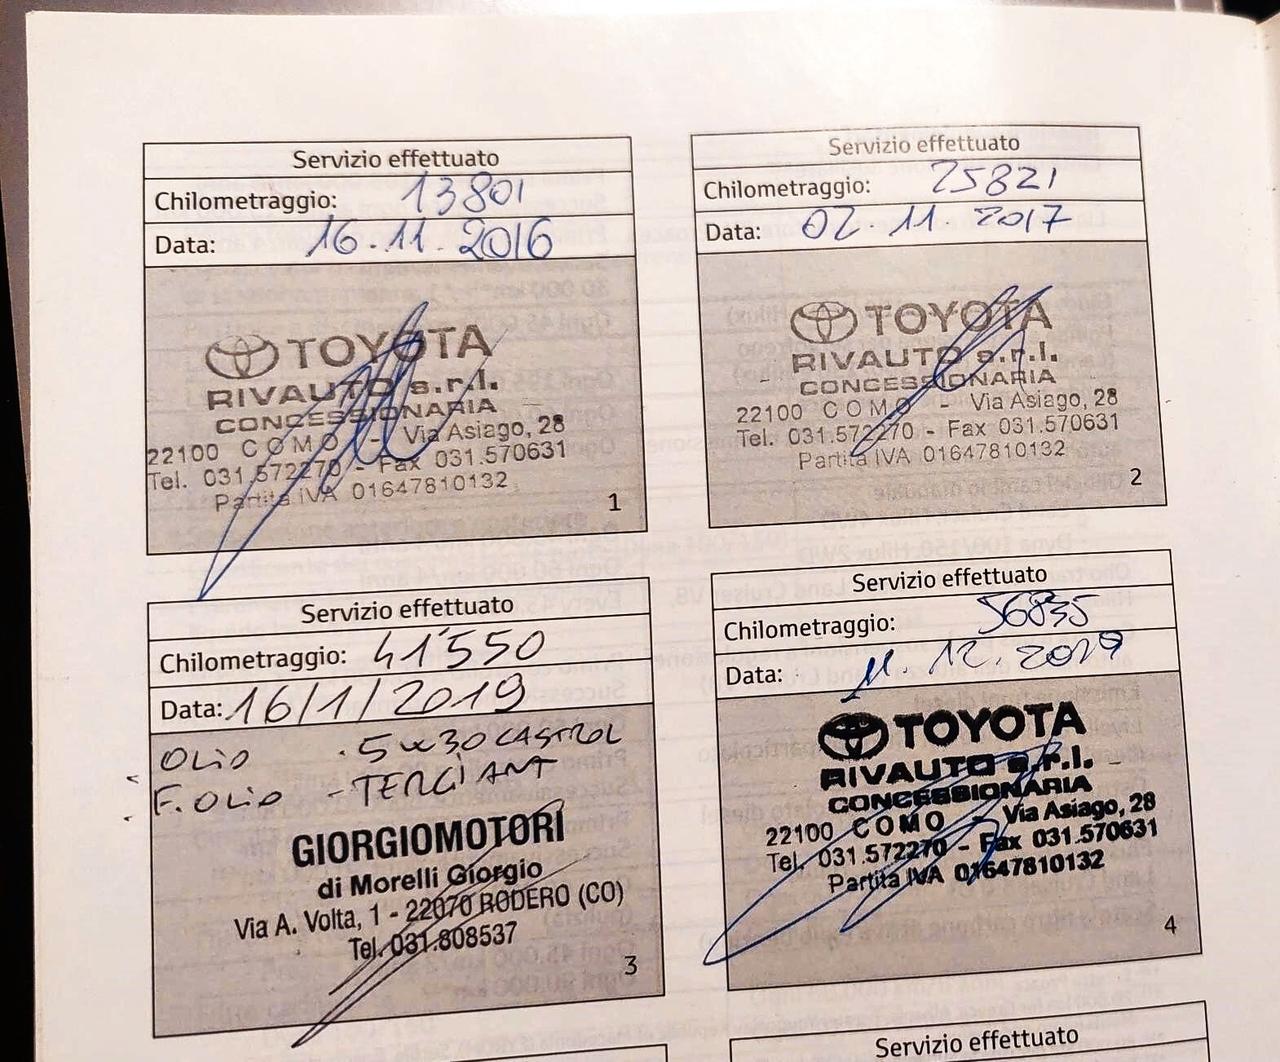 Servizio effettuato
Chilometraggio: 13801
Data: 16.11.2016
TOYOTA
RIVAUTO s.r.l.
CONCESSIONARIA
22100 COMO - Via Asiago, 28
Tel. 031.572270 - Fax 031.570631
Partita IVA 01647810132
1
Servizio effettuato
Chilometraggio: 25821
Data: 02.11 2017
TOYOTA
RIVAUTO s.r.l.
CONCESSIONARIA
22100 COMO - Via Asiago, 28
Tel. 031.572270 - Fax 031.570631
Partita IVA 01647810132
2
Servizio effettuato
Chilometraggio: 41'550
Data: 16/1/2019
OLIO - 5w30 CASTROL
F. OLIO - TECCIANT
GIORGIOMOTORI
di Morelli Giorgio
Via A. Volta, 1 - 22070 RODERO (CO)
Tel. 031.808537
3
Servizio effettuato
Chilometraggio: 56835
Data: 11.12.2019
TOYOTA
RIVAUTO s.r.l.
CONCESSIONARIA
22100 COMO - Via Asiago, 28
Tel. 031.572270 - Fax 031.570631
Partita IVA 01647810132
4
Servizio effettuato